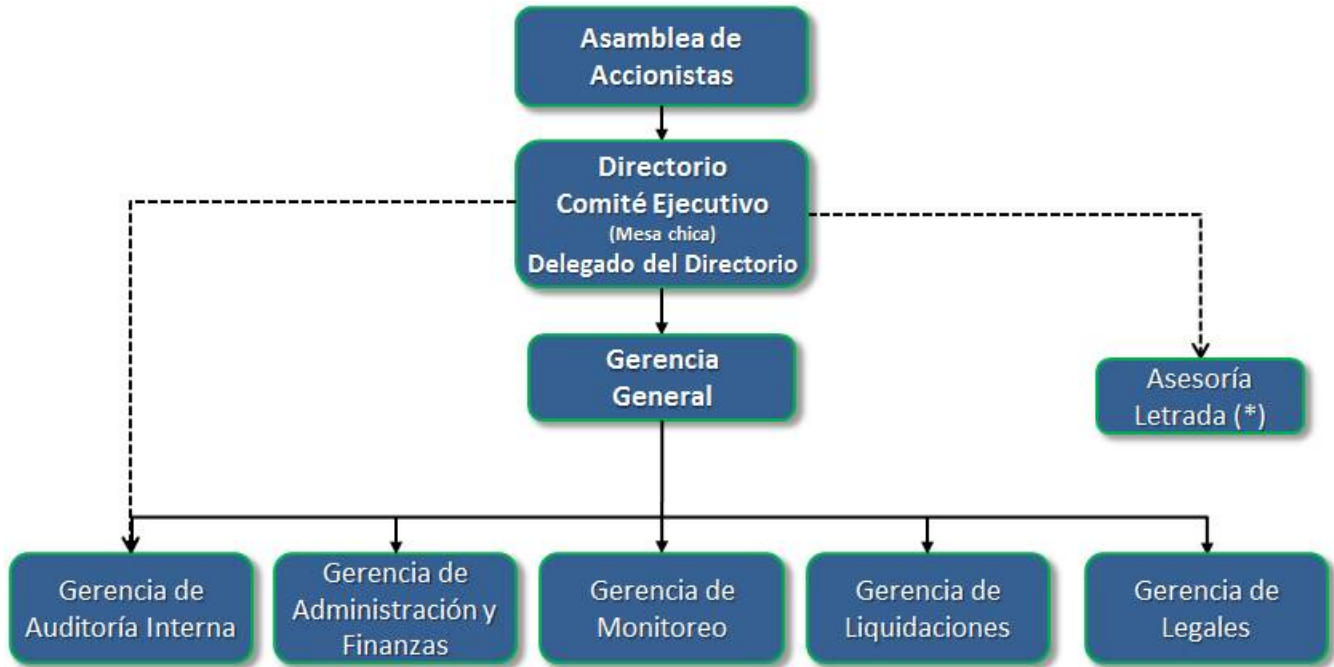 Asamblea de
Accionistas
Directorio
Comité Ejecutivo
(Mesa chica)
Delegado del Directorio
Gerencia
General
Asesoría
Letrada (*)
Gerencia de
Auditoría Interna
Gerencia de
Administración y
Finanzas
Gerencia de
Monitoreo
Gerencia de
Liquidaciones
Gerencia de
Legales